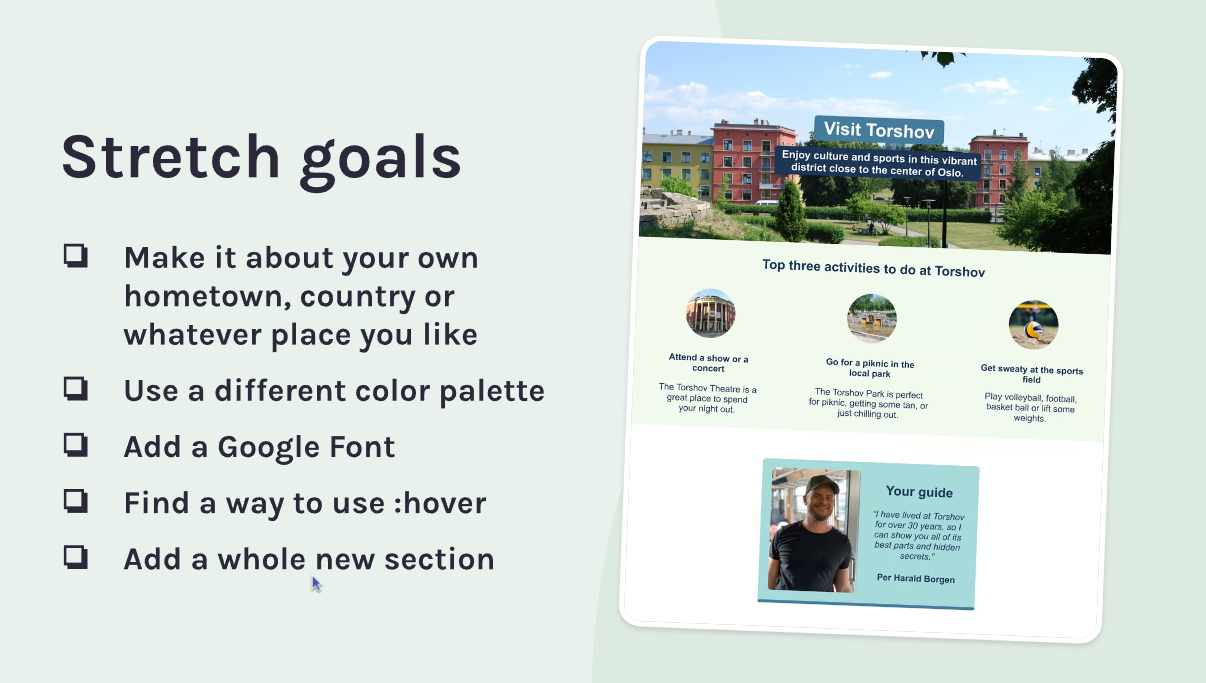 Stretch goals
Make it about your own
hometown, country or
whatever place you like
Use a different color palette
Add a Google Font
Find a way to use :hover
Add a whole new section
Visit Torshov
Enjoy culture and sports in this vibrant
district close to the center of Oslo.
Top three activities to do at Torshov
Attend a show or a
concert
The Torshov Theatre is a
great place to spend
your night out.
Go for a piknic in the
local park
The Torshov Park is perfect
for piknic, getting some tan, or
just chilling out.
Get sweaty at the sports
field
Play volleyball, football,
basket ball or lift some
weights.
Your guide
"I have lived at Torshov
for over 30 years, so I
can show you all of its
best parts and hidden
secrets."
Per Harald Borgen